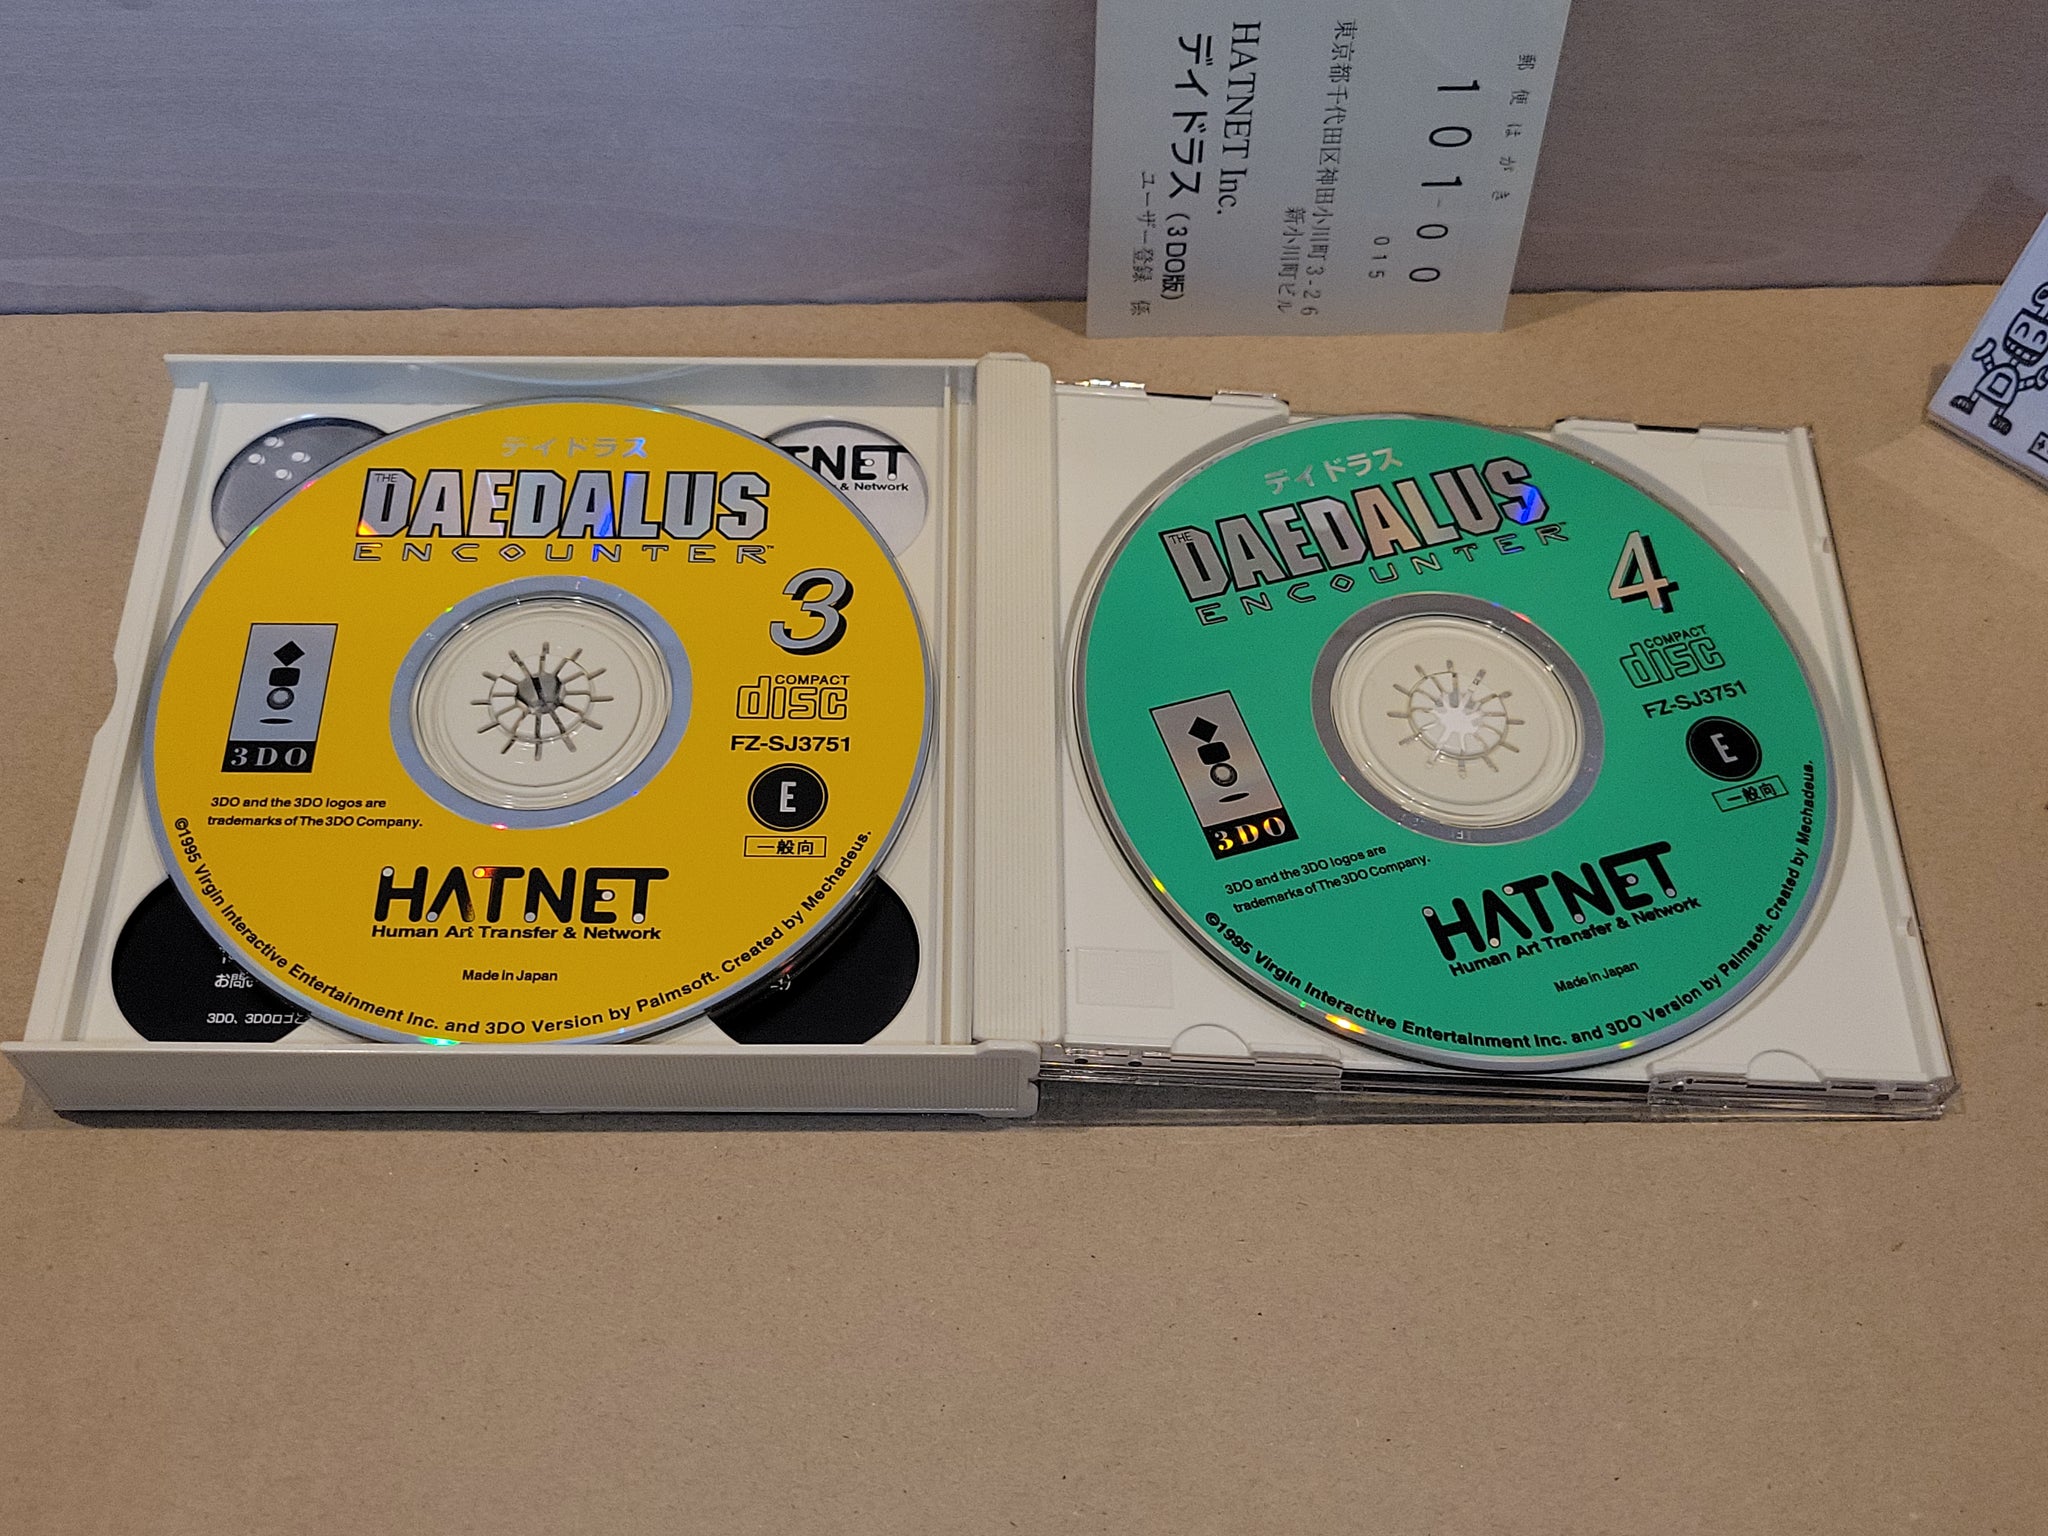 郵便はがき
101-00
015
東京都千代田区神田小川町3-26
新小川町ビル
HATNET Inc.
デイドラス(3DO版)
ユーザー登録 係
TNET
& Network
デイドラス
THE
DAEDALUS
ENCOUNTER™
3
COMPACT
disc
FZ-SJ3751
E
一般向
3DO
3DO and the 3DO logos are
trademarks of The 3DO Company.
HATNET
Human Art Transfer & Network
Made in Japan
©1995 Virgin Interactive Entertainment Inc. and 3DO Version by Palmsoft. Created by Mechadeus.
お問い
3DO、3DOロゴと
デイドラス
THE
DAEDALUS
ENCOUNTER™
4
COMPACT
disc
FZ-SJ3751
E
一般向
3DO
3DO and the 3DO logos are
trademarks of The 3DO Company.
HATNET
Human Art Transfer & Network
Made in Japan
©1995 Virgin Interactive Entertainment Inc. and 3DO Version by Palmsoft. Created by Mechadeus.